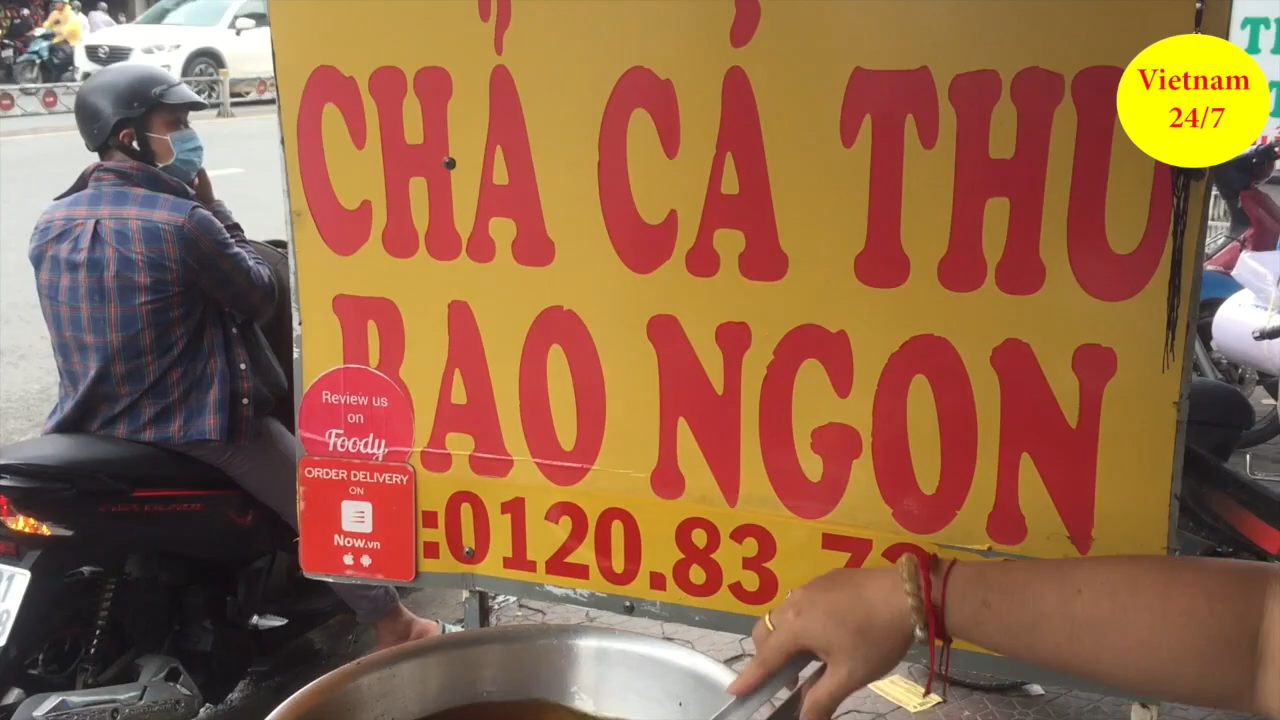 CHẢ CÁ THU
BAO NGON
:0120.83
Review us
on
Foody
ORDER DELIVERY
ON
Now.vn
Vietnam
24/7